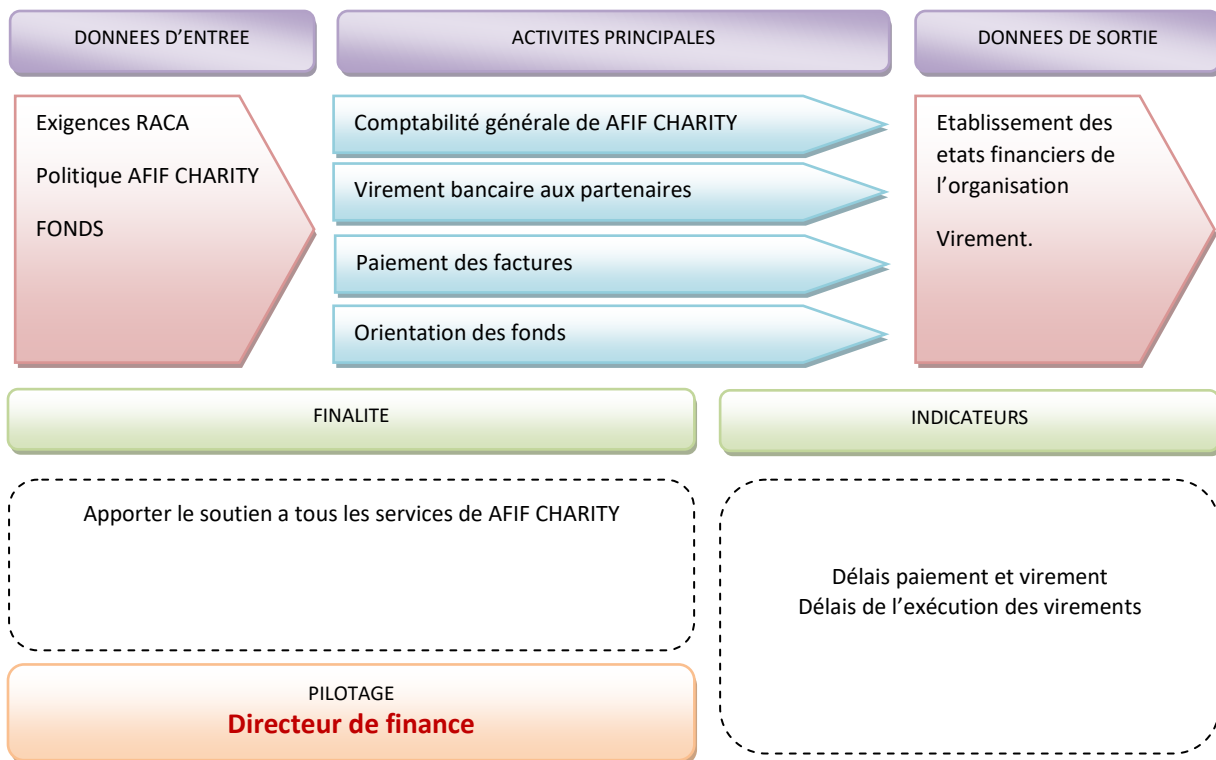 DONNEES D’ENTREE
ACTIVITES PRINCIPALES
DONNEES DE SORTIE
Exigences RACA
Politique AFIF CHARITY
FONDS
Comptabilité générale de AFIF CHARITY
Virement bancaire aux partenaires
Paiement des factures
Orientation des fonds
Etablissement des
etats financiers de
l’organisation
Virement.
FINALITE
Apporter le soutien a tous les services de AFIF CHARITY
INDICATEURS
Délais paiement et virement
Délais de l’exécution des virements
PILOTAGE
Directeur de finance